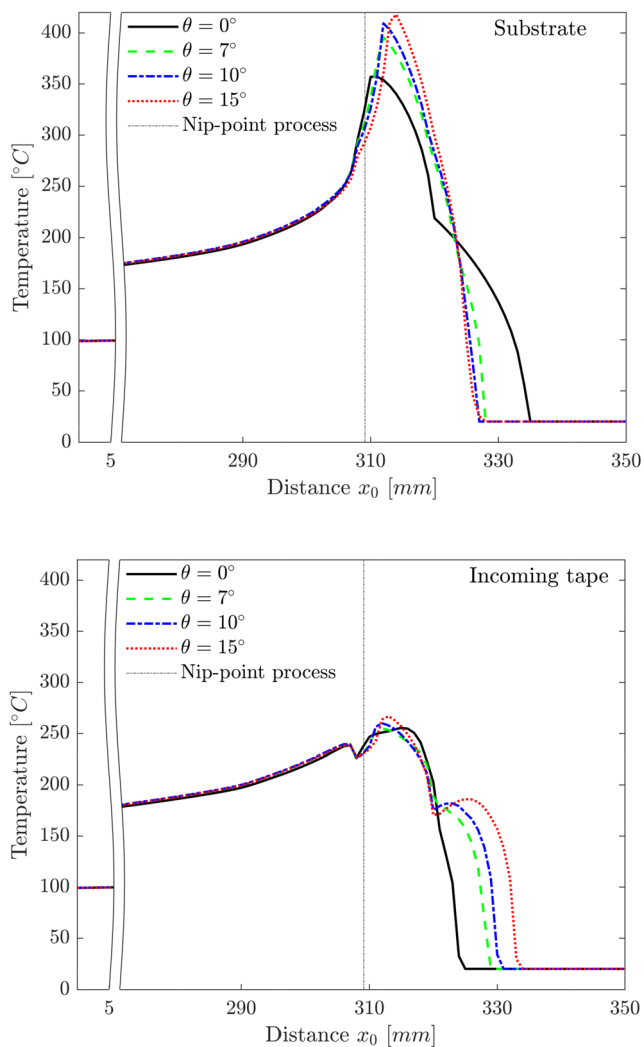 Substrate
θ = 0°
θ = 7°
θ = 10°
θ = 15°
Nip-point process
Temperature [°C]
400
350
300
250
200
150
100
50
0
5
290
310
330
350
Distance x₀ [mm]
Incoming tape
θ = 0°
θ = 7°
θ = 10°
θ = 15°
Nip-point process
Temperature [°C]
400
350
300
250
200
150
100
50
0
5
290
310
330
350
Distance x₀ [mm]